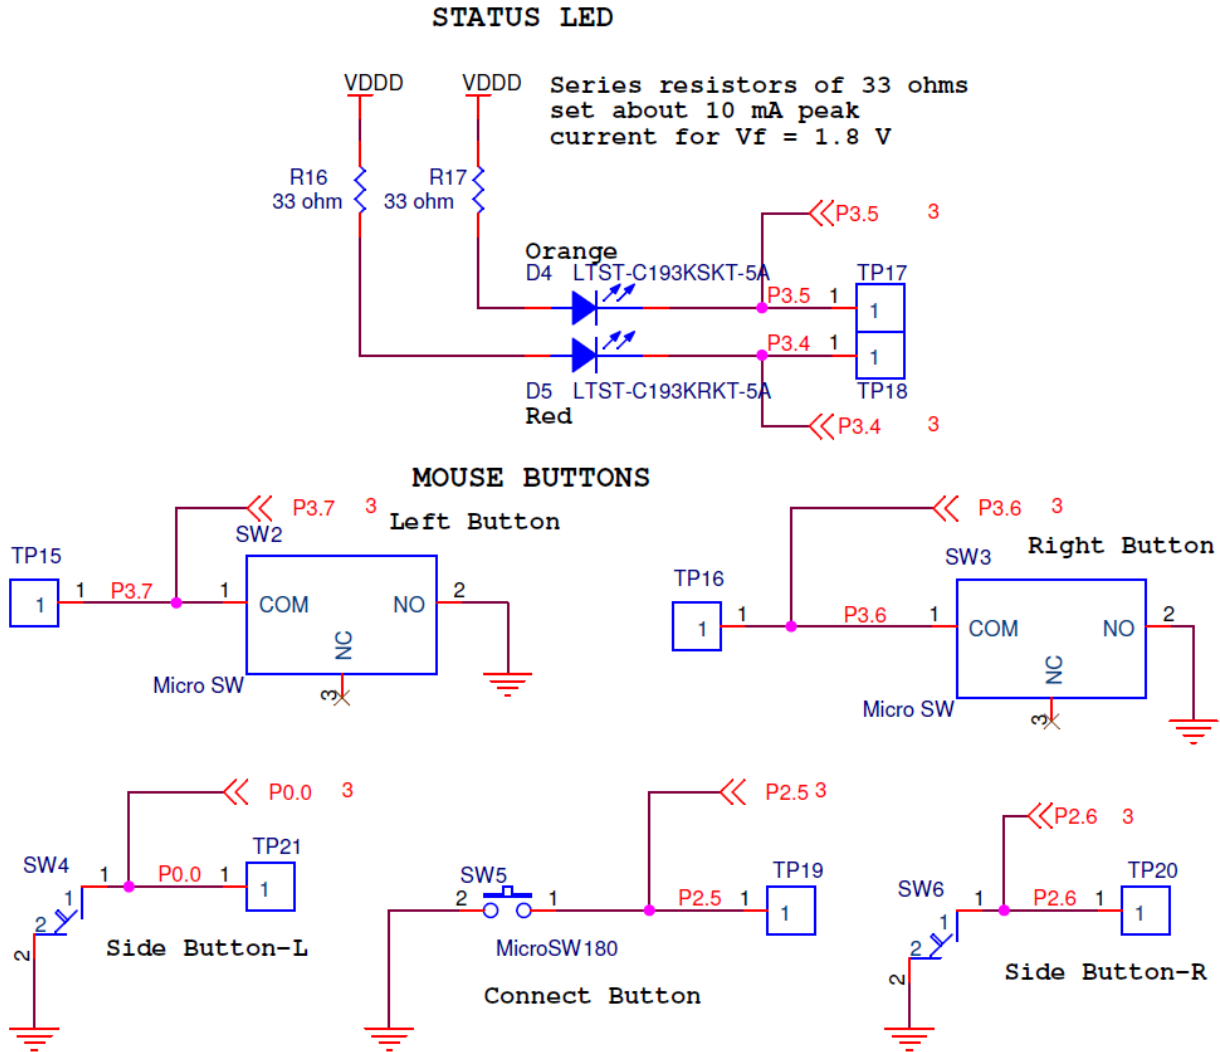 STATUS LED
VDDD
VDDD
Series resistors of 33 ohms
set about 10 mA peak
current for Vf = 1.8 V
R16
33 ohm
R17
33 ohm
P3.5 3
Orange
D4 LTST-C193KSKT-5A
TP17
P3.5 1
1
P3.4 1
1
D5 LTST-C193KRKT-5A
TP18
Red
P3.4 3
MOUSE BUTTONS
P3.7 3
Left Button
SW2
TP15
1
1 P3.7 1
COM
NO
2
NC
3
Micro SW
P3.6 3
Right Button
SW3
TP16
1
1 P3.6 1
COM
NO
2
NC
3
Micro SW
P0.0 3
SW4
TP21
1 P0.0 1
1
1
2
2
Side Button-L
P2.5 3
SW5
TP19
2
1
P2.5 1
1
MicroSW180
Connect Button
P2.6 3
SW6
TP20
1 P2.6 1
1
1
2
2
Side Button-R